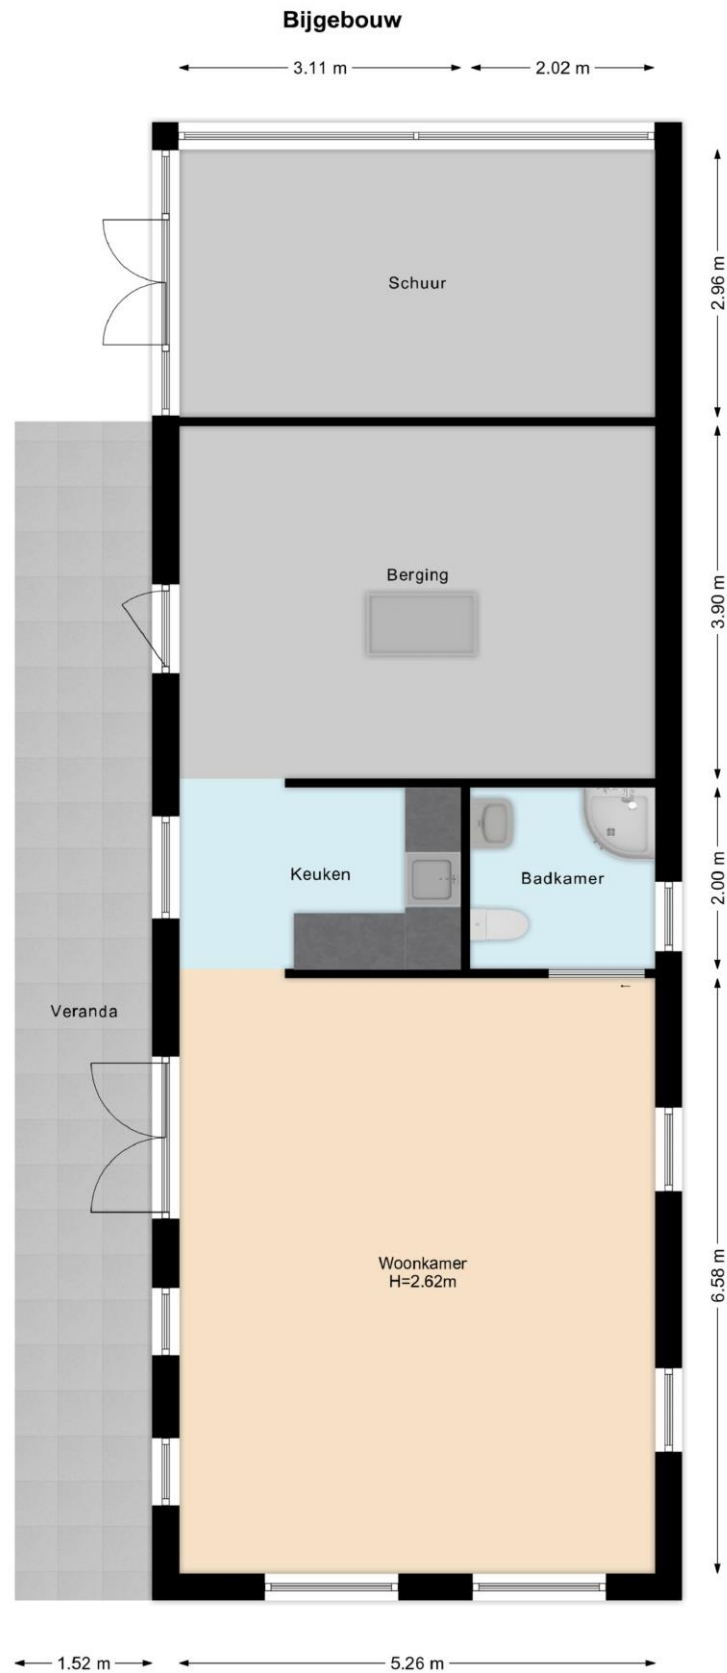 Bijgebouw
3.11 m
2.02 m
Schuur
2.96 m
Berging
3.90 m
Keuken
Badkamer
2.00 m
Veranda
Woonkamer
H=2.62m
6.58 m
1.52 m
5.26 m